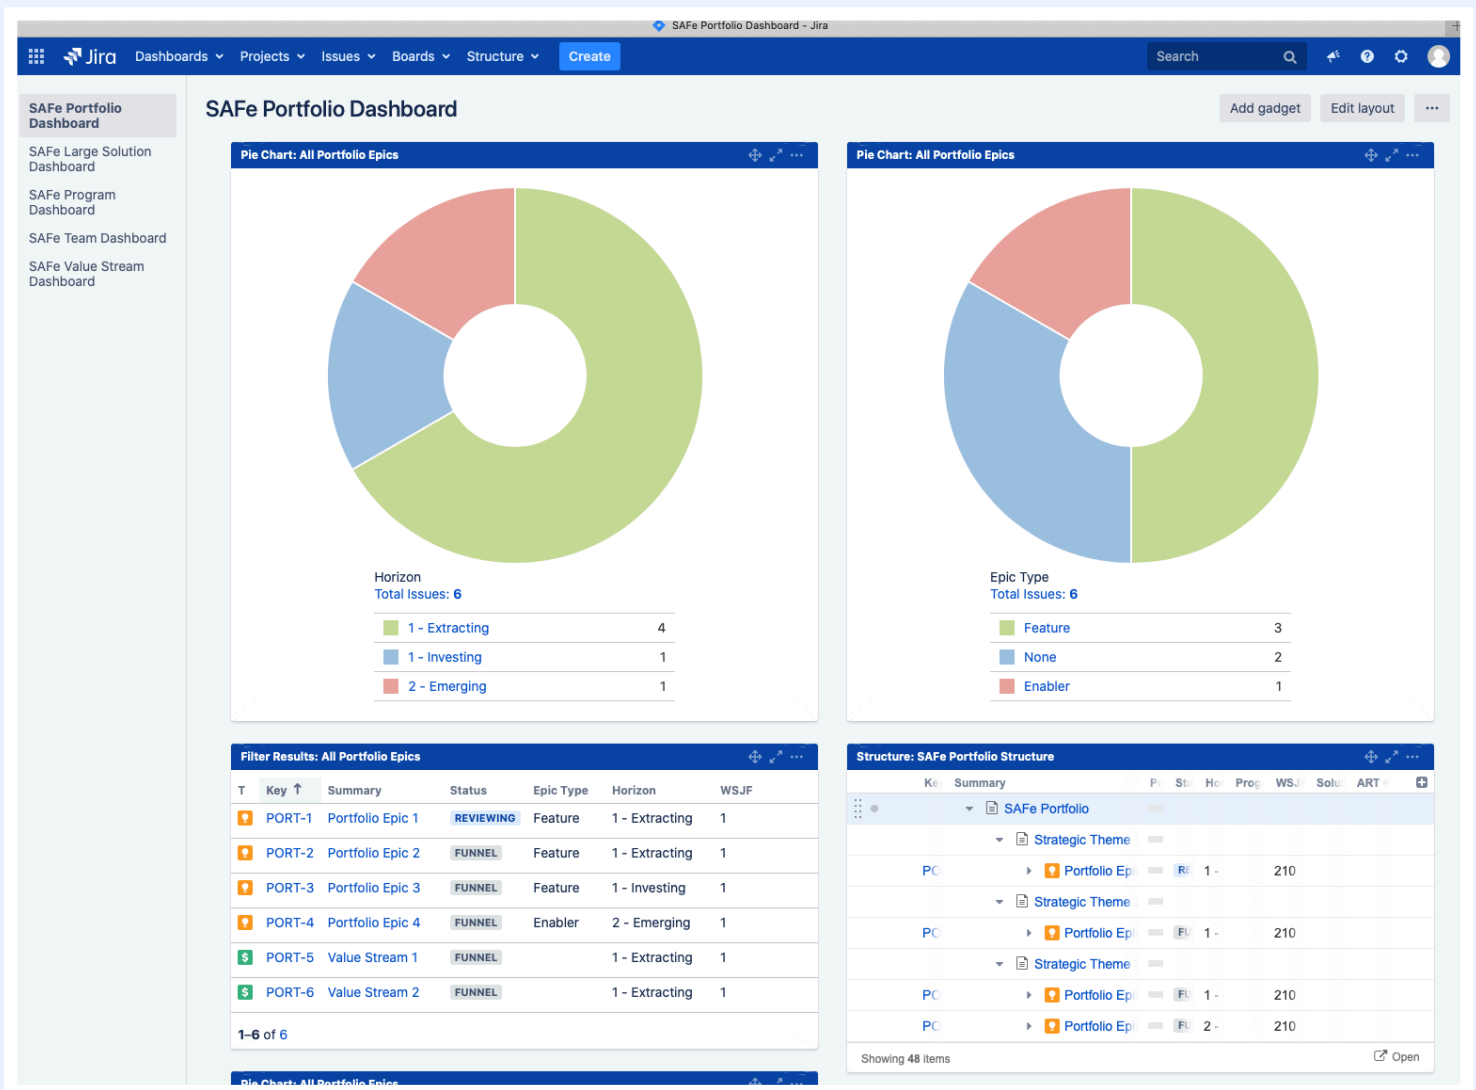 SAFe Portfolio Dashboard - Jira
Jira Dashboards Projects Issues Boards Structure Create Search
SAFe Portfolio
Dashboard
SAFe Large Solution
Dashboard
SAFe Program
Dashboard
SAFe Team Dashboard
SAFe Value Stream
Dashboard
SAFe Portfolio Dashboard
Add gadget Edit layout ...
Pie Chart: All Portfolio Epics
Horizon
Total Issues: 6
1 - Extracting 4
1 - Investing 1
2 - Emerging 1
Pie Chart: All Portfolio Epics
Epic Type
Total Issues: 6
Feature 3
None 2
Enabler 1
Filter Results: All Portfolio Epics
T Key ↑ Summary Status Epic Type Horizon WSJF
PORT-1 Portfolio Epic 1 REVIEWING Feature 1 - Extracting 1
PORT-2 Portfolio Epic 2 FUNNEL Feature 1 - Extracting 1
PORT-3 Portfolio Epic 3 FUNNEL Feature 1 - Investing 1
PORT-4 Portfolio Epic 4 FUNNEL Enabler 2 - Emerging 1
$ PORT-5 Value Stream 1 FUNNEL 1 - Extracting 1
$ PORT-6 Value Stream 2 FUNNEL 1 - Extracting 1
1–6 of 6
Structure: SAFe Portfolio Structure
Summary ART
SAFe Portfolio
Strategic Theme
Portfolio 1 - 210
Strategic Theme
Portfolio 1 - 210
Strategic Theme
Portfolio 1 - 210
Portfolio 2 - 210
Showing 48 items
Open
Pie Chart: All Portfolio Epics